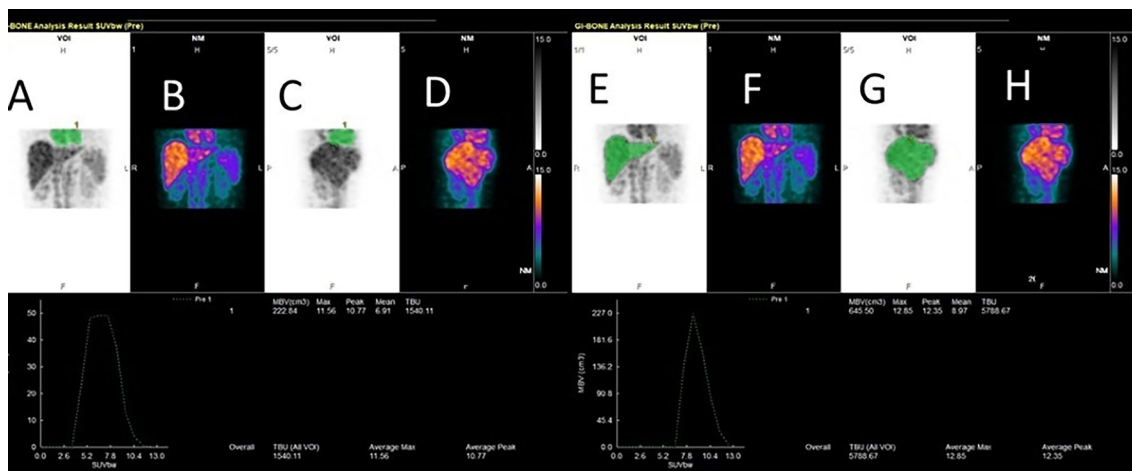 -BONE Analysis Result SUVbw (Pre)
VOI
H
1
NM
H
5/5
VOI
H
5
NM
H
15.0
A
B
C
D
0.0
15.0
L
R
L
P
A
P
A
NM
F
F
F
0.0
Pre 1
MBV(cm3) Max Peak Mean TBU
1 222.84 11.56 10.77 6.91 1540.11
50
40
30
20
10
0
0.0 2.6 5.2 7.8 10.4 13.0
SUVbw
Overall TBU (All VOI) Average Max Average Peak
1540.11 11.56 10.77
GI-BONE Analysis Result SUVbw (Pre)
1/1
VOI
H
1
NM
H
5/5
VOI
H
5
NM
15.0
E
F
G
H
0.0
15.0
R
L
R
L
P
A
P
A
NM
F
F
F
F
0.0
Pre 1
MBV(cm3) Max Peak Mean TBU
1 645.50 12.85 12.35 8.97 5788.67
MBV (cm3)
227.0
181.6
136.2
90.8
45.4
0.0
0.0 2.6 5.2 7.8 10.4 13.0
SUVbw
Overall TBU (All VOI) Average Max Average Peak
5788.67 12.85 12.35